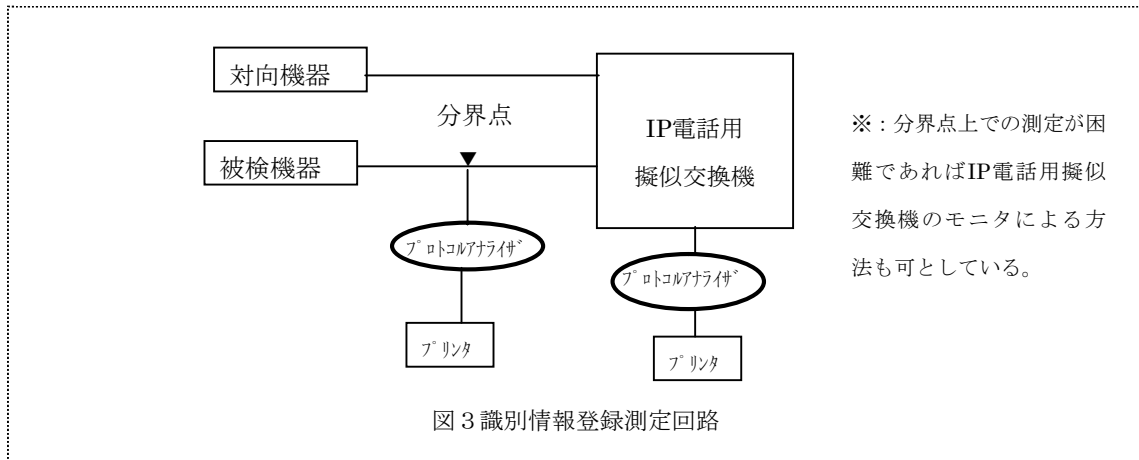 対向機器
分界点
被検機器
IP電話用
擬似交換機
ﾌﾟﾛﾄｺﾙｱﾅﾗｲｻﾞ
ﾌﾟﾘﾝﾀ
ﾌﾟﾛﾄｺﾙｱﾅﾗｲｻﾞ
ﾌﾟﾘﾝﾀ
※：分界点上での測定が困
難であればIP電話用擬似
交換機のモニタによる方
法も可としている。
図３識別情報登録測定回路